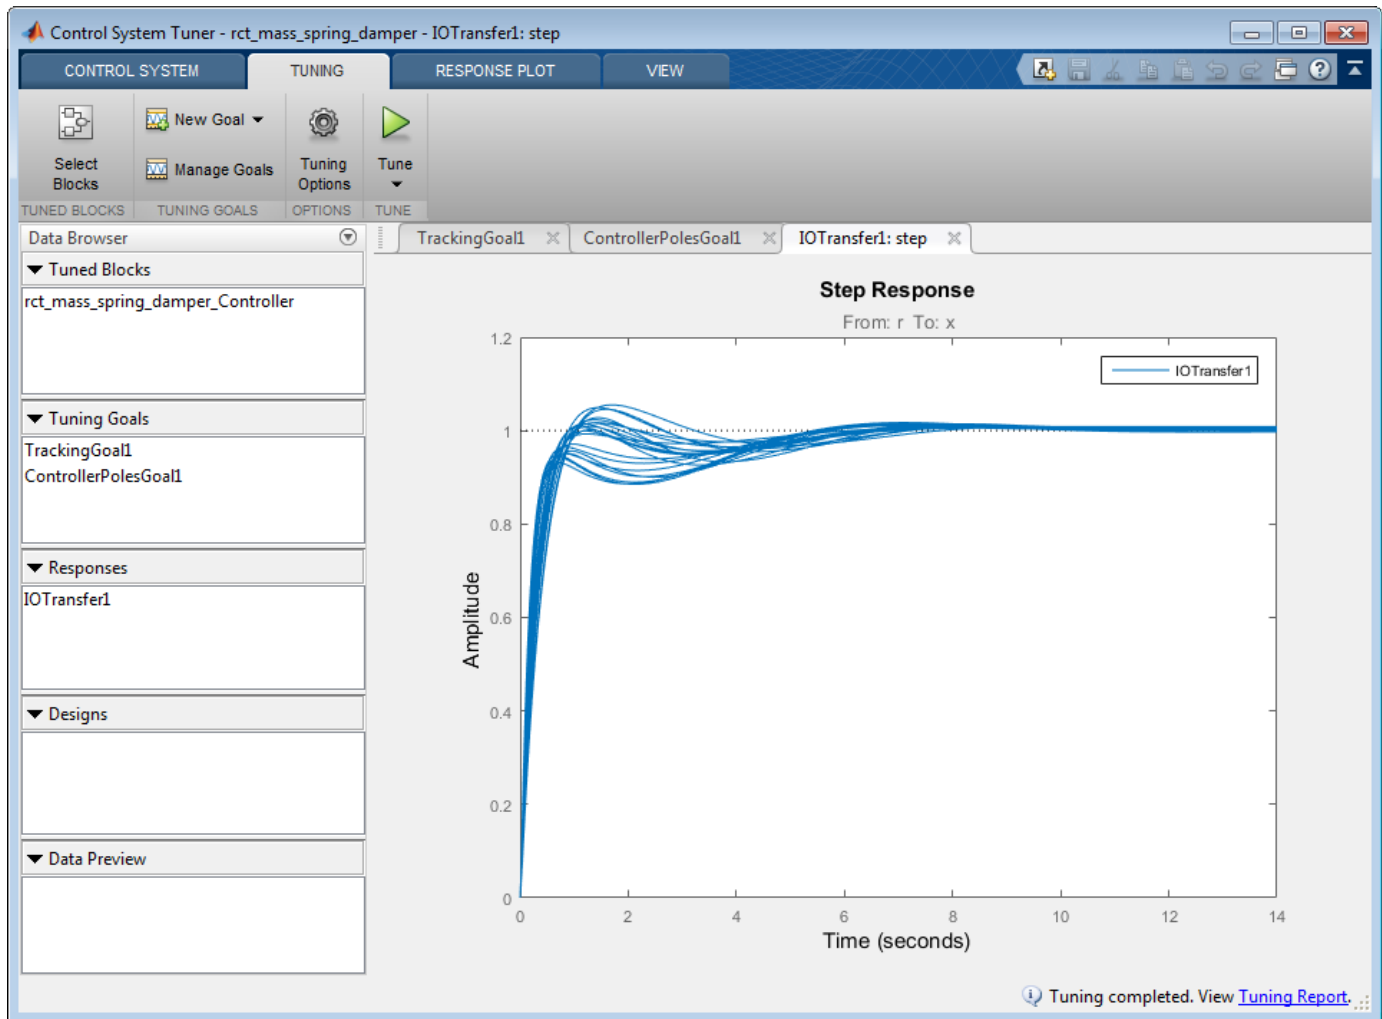 Control System Tuner - rct_mass_spring_damper - IOTransfer1: step
CONTROL SYSTEM TUNING RESPONSE PLOT VIEW
New Goal
Select Blocks
Manage Goals
Tuning Options
Tune
TUNED BLOCKS TUNING GOALS OPTIONS TUNE
Data Browser
TrackingGoal1 ControllerPolesGoal1 IOTransfer1: step
Tuned Blocks
rct_mass_spring_damper_Controller
Tuning Goals
TrackingGoal1
ControllerPolesGoal1
Responses
IOTransfer1
Designs
Data Preview
Step Response
From: r To: x
IOTransfer1
1.2
1
0.8
0.6
0.4
0.2
0
Amplitude
0 2 4 6 8 10 12 14
Time (seconds)
Tuning completed. View Tuning Report.